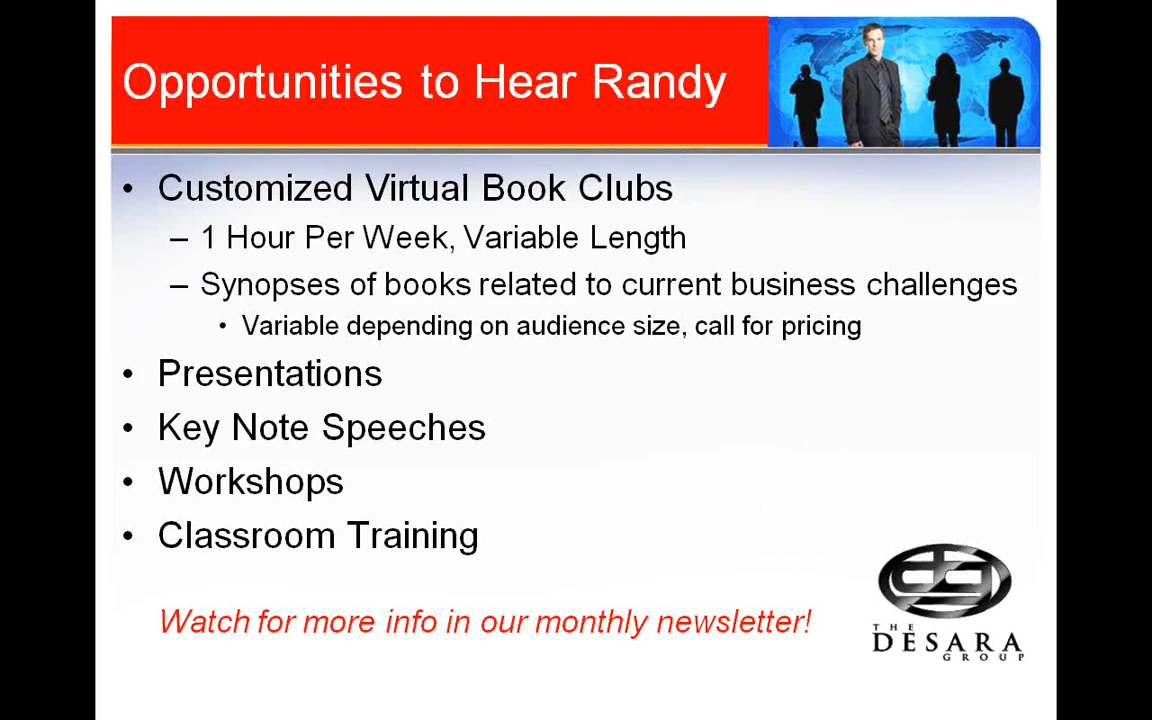 Opportunities to Hear Randy
• Customized Virtual Book Clubs
– 1 Hour Per Week, Variable Length
– Synopses of books related to current business challenges
• Variable depending on audience size, call for pricing
• Presentations
• Key Note Speeches
• Workshops
• Classroom Training
Watch for more info in our monthly newsletter!
THE
DESARA
GROUP